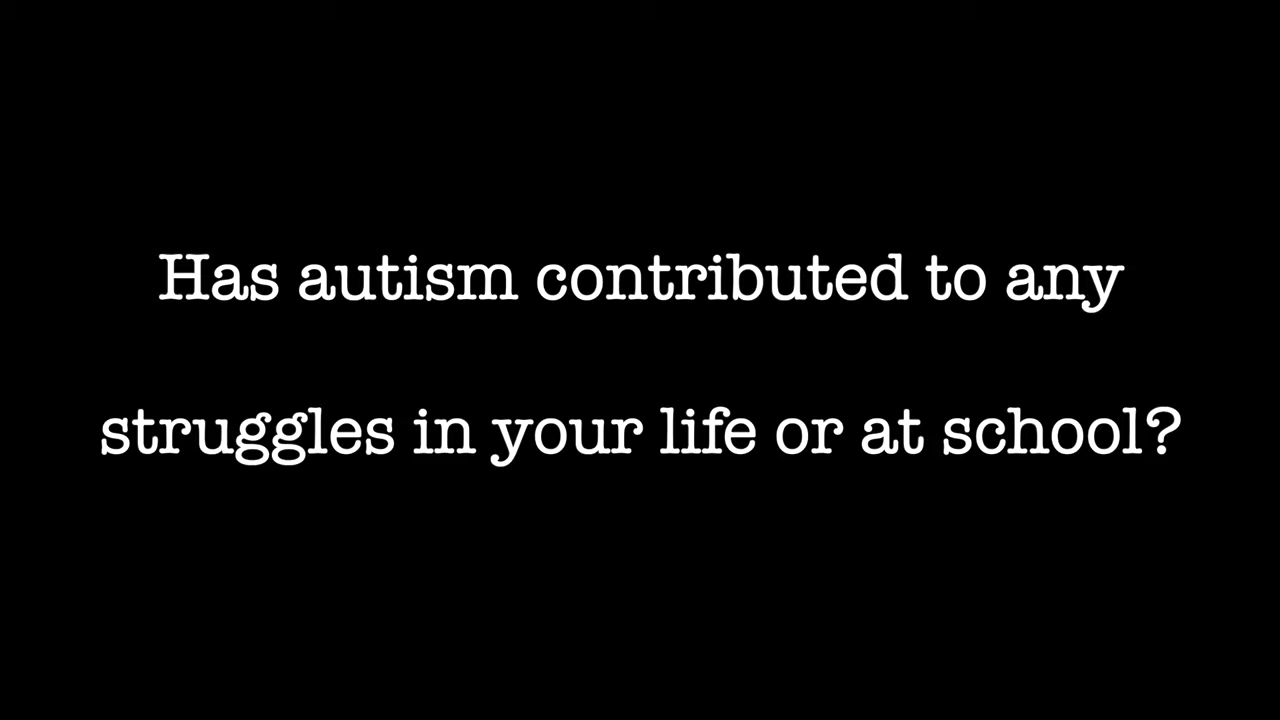 Has autism contributed to any
struggles in your life or at school?